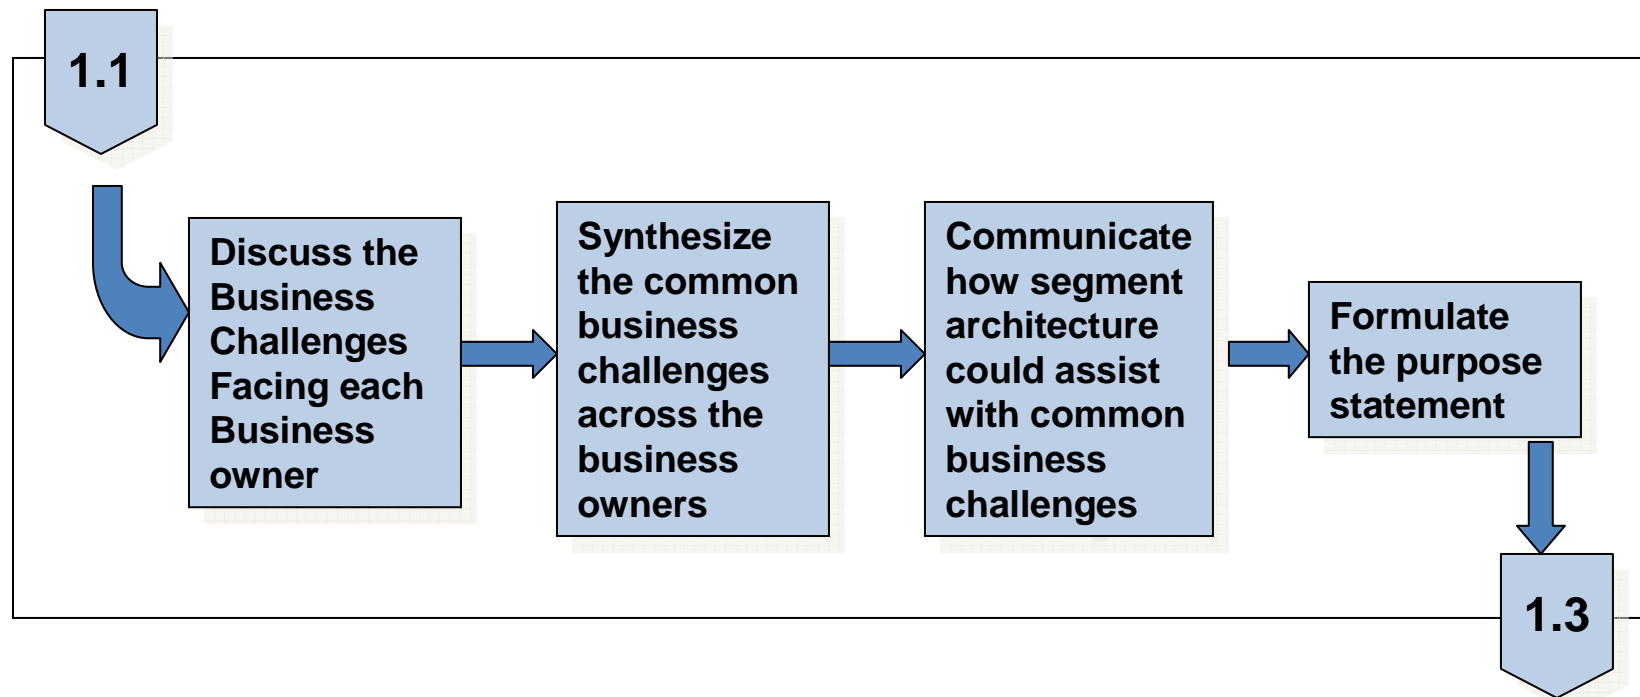 1.1
Discuss the
Business
Challenges
Facing each
Business
owner
Synthesize
the common
business
challenges
across the
business
owners
Communicate
how segment
architecture
could assist
with common
business
challenges
Formulate
the purpose
statement
1.3